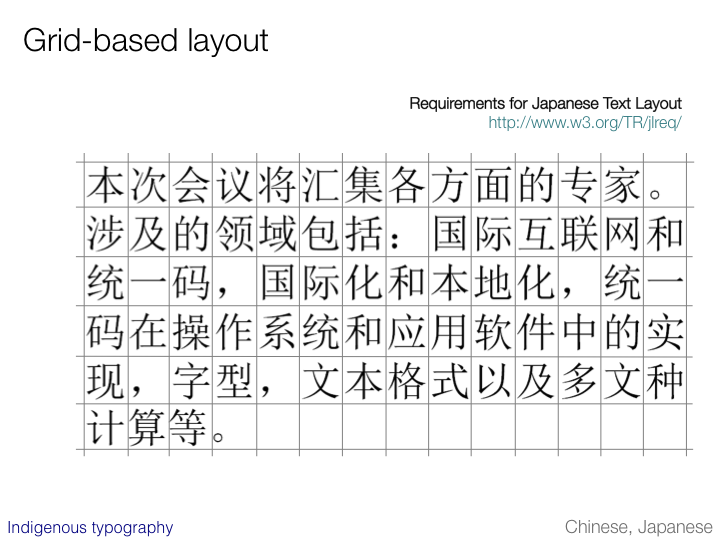 Grid-based layout
Requirements for Japanese Text Layout
http://www.w3.org/TR/jlreq/
本次会议将汇集各方面的专家。
涉及的领域包括：国际互联网和
统一码，国际化和本地化，统一
码在操作系统和应用软件中的实
现，字型，文本格式以及多文种
计算等。
Indigenous typography
Chinese, Japanese